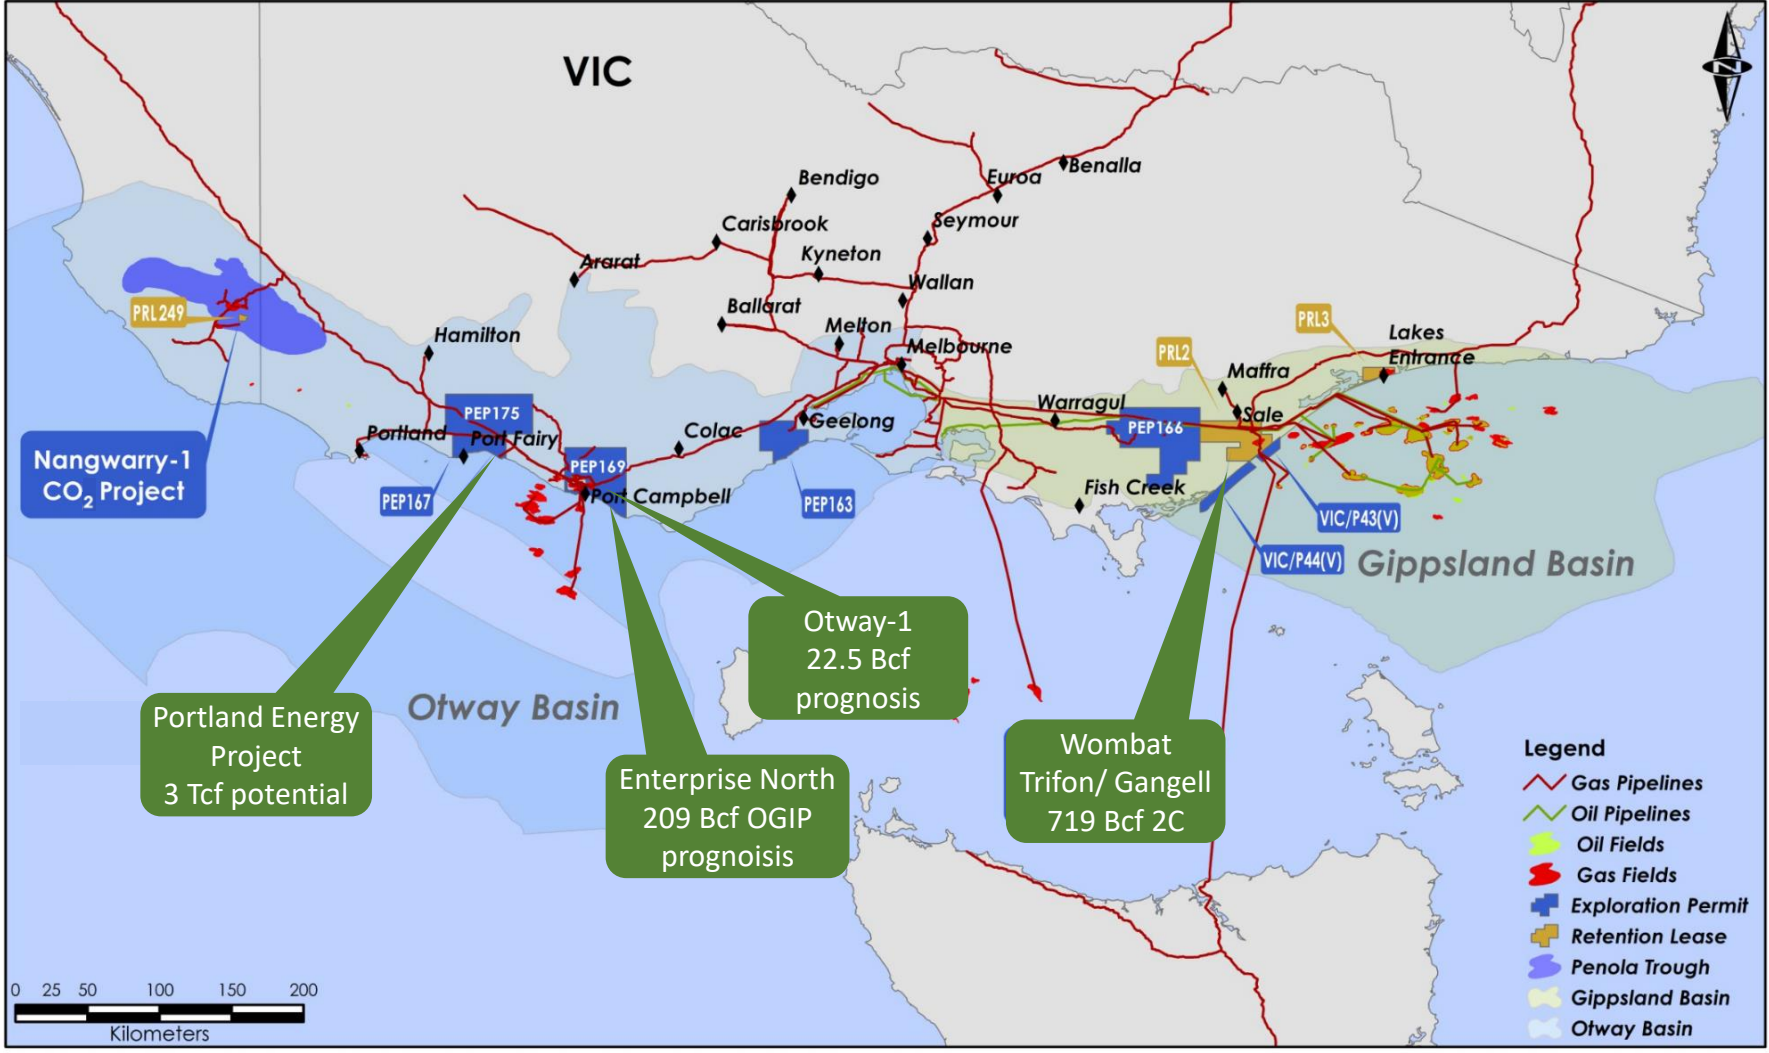 VIC
N
Benalla
Bendigo
Euroa
Carisbrook
Seymour
Kyneton
Ararat
Wallan
PRL249
Ballarat
Melton
PRL3
Lakes
Entrance
Hamilton
Melbourne
PRL2
Maffra
PEP175
Warragul
Sale
Portland
Port Fairy
Colac
Geelong
PEP166
Nangwarry-1
CO₂ Project
PEP169
PEP167
Port Campbell
PEP163
Fish Creek
VIC/P43(V)
VIC/P44(V)
Gippsland Basin
Otway-1
22.5 Bcf
prognosis
Otway Basin
Portland Energy
Project
3 Tcf potential
Enterprise North
209 Bcf OGIP
prognoisis
Wombat
Trifon/ Gangell
719 Bcf 2C
Legend
Gas Pipelines
Oil Pipelines
Oil Fields
Gas Fields
Exploration Permit
Retention Lease
Penola Trough
Gippsland Basin
Otway Basin
0 25 50 100 150 200
Kilometers